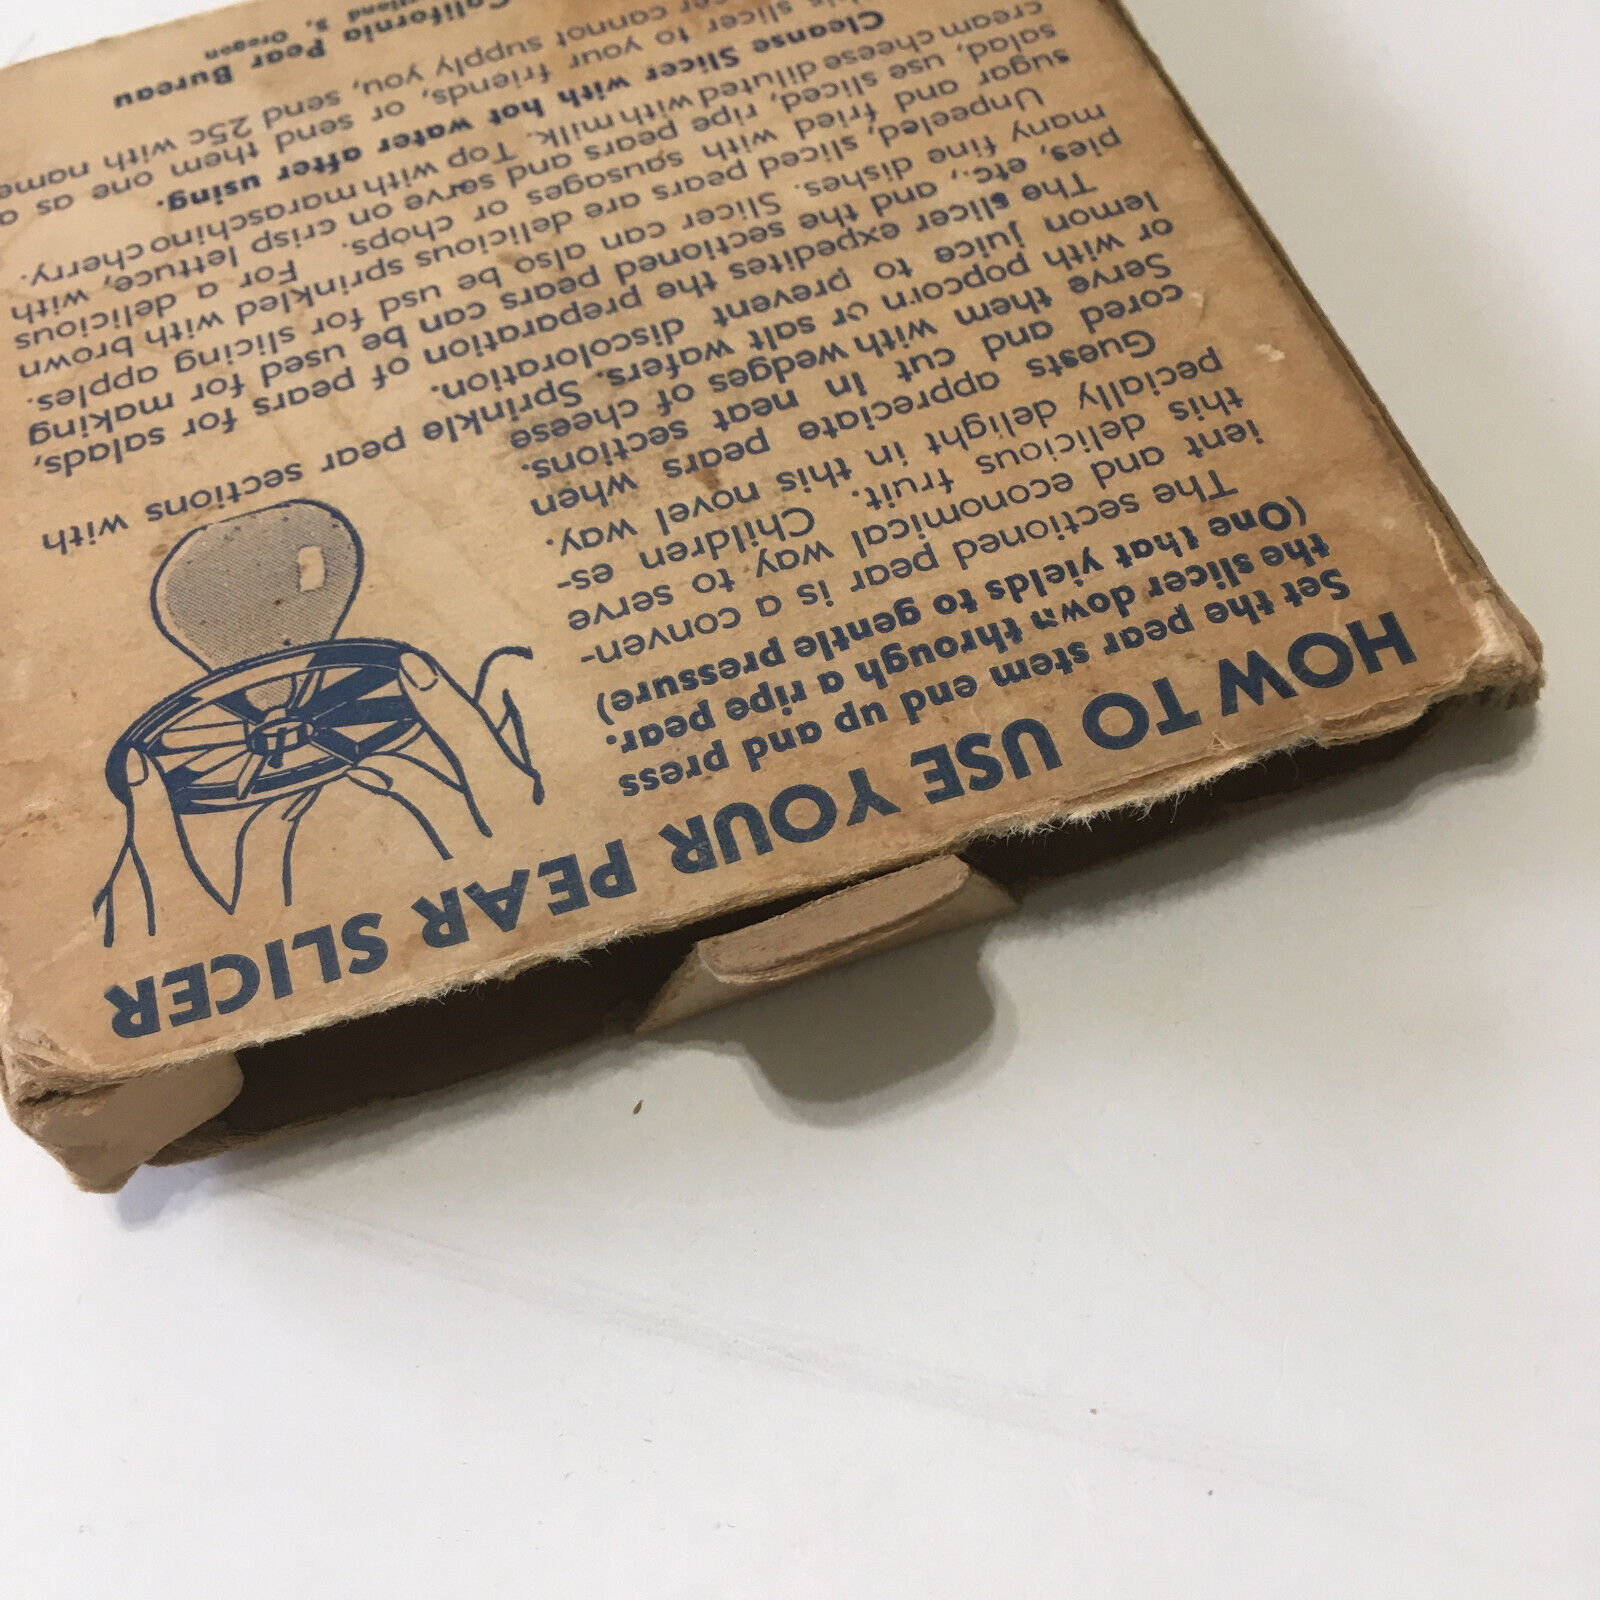 HOW TO USE YOUR PEAR SLICER
Set the pear stem end up and press
the slicer down through a ripe pear.
(One that yields to gentle pressure)
The sectioned pear is a conven-
ient and economical way to serve
this delicious fruit. Children es-
pecially delight in this novel way.
Guests appreciate pears when
cored and cut in neat sections.
Serve them with wedges of cheese
or with popcorn or salt wafers. Sprinkle pear sections with
lemon juice to prevent discoloration.
The slicer expedites the preparation of pears for salads,
pies, etc., and the sectioned pears can be used for making
many fine dishes. Slicer can also be usd for slicing apples.
Unpeeled, sliced pears are delicious sprinkled with brown
sugar and fried with sausages or chops. For a delicious
salad, use sliced, ripe pears and serve on crisp lettuce, with
cream cheese diluted with milk. Top with maraschino cherry.
Cleanse Slicer with hot water after using.
slicer to your friends, or send them one as a
cannot supply you, send 25c with name
California Pear Bureau
3, Oregon